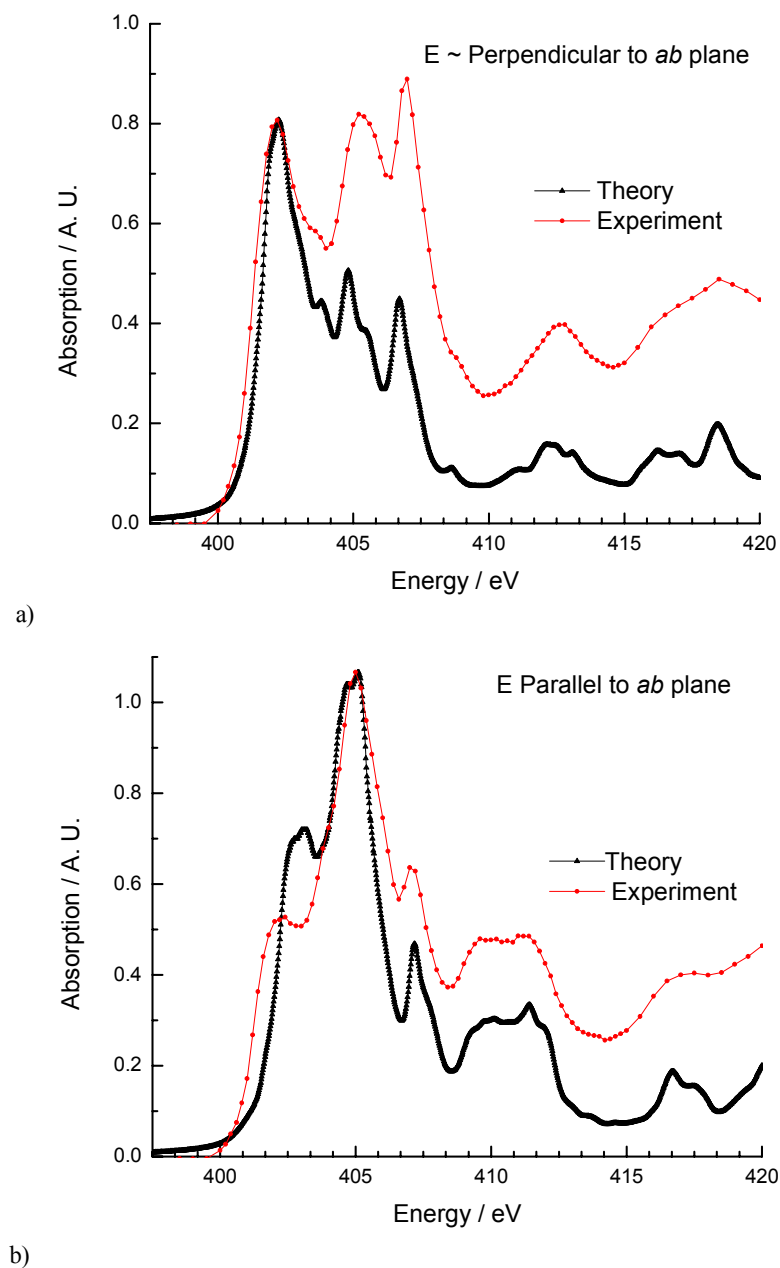 1.0
E ~ Perpendicular to ab plane
0.8
Theory
Experiment
0.6
Absorption / A. U.
0.4
0.2
0.0
400 405 410 415 420
Energy / eV
a)
E Parallel to ab plane
1.0
0.8
Theory
Experiment
0.6
Absorption / A. U.
0.4
0.2
0.0
400 405 410 415 420
Energy / eV
b)